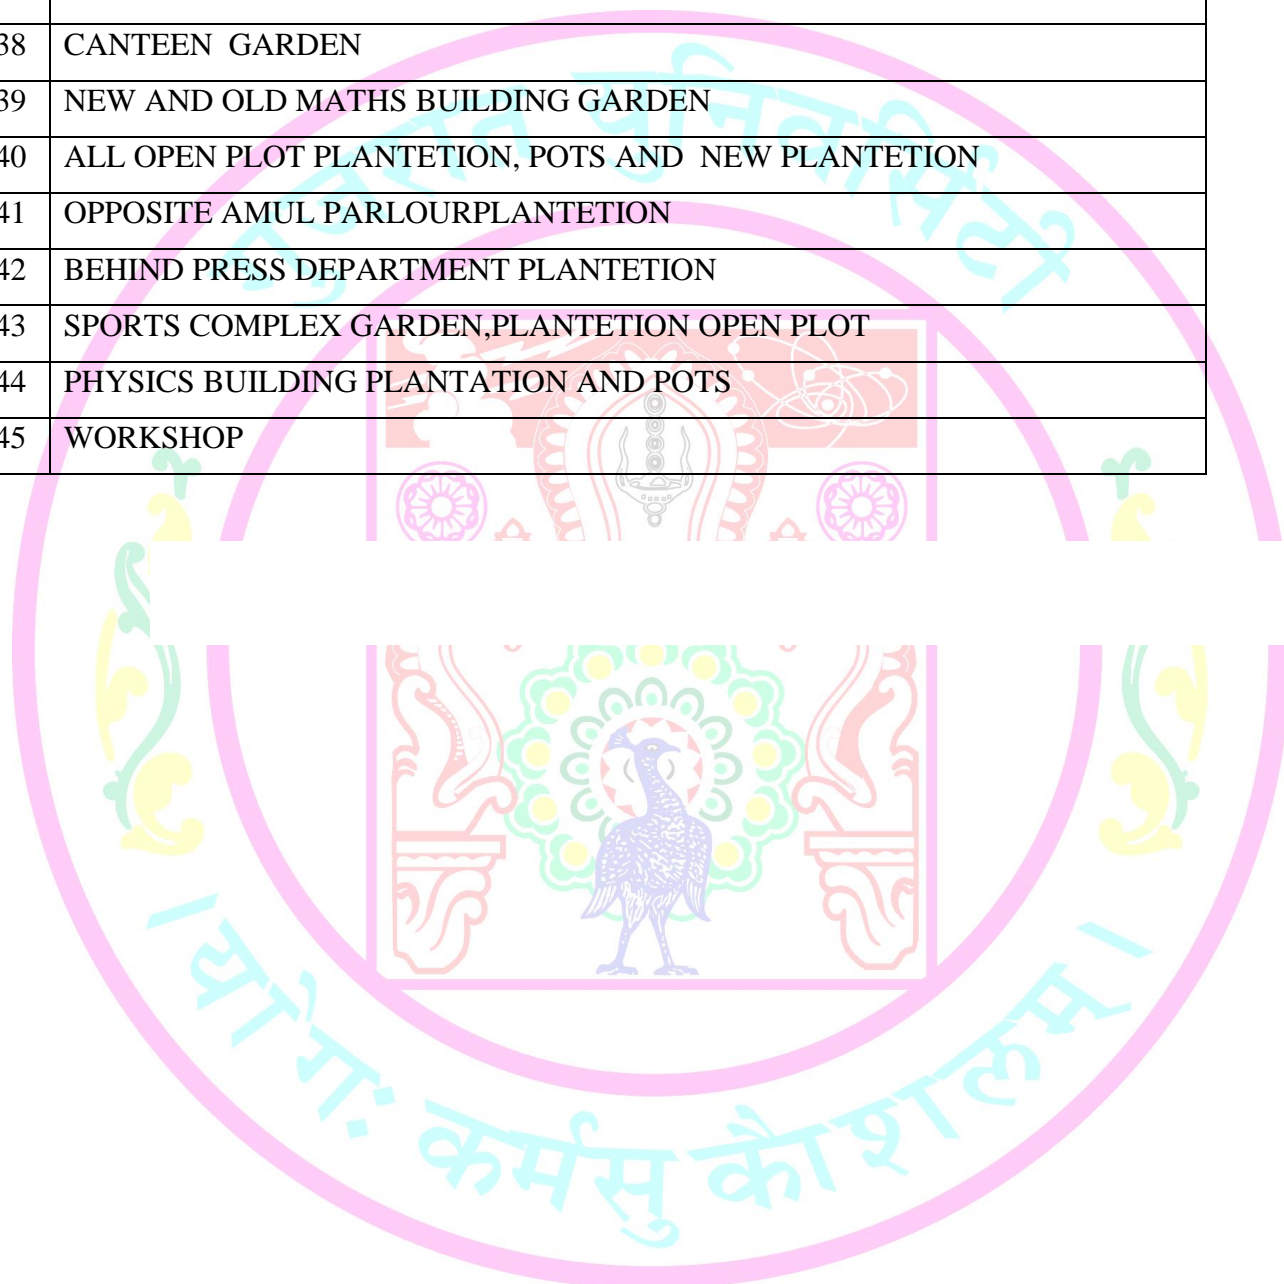 38 CANTEEN GARDEN
39 NEW AND OLD MATHS BUILDING GARDEN
40 ALL OPEN PLOT PLANTETION, POTS AND NEW PLANTETION
41 OPPOSITE AMUL PARLOURPLANTETION
42 BEHIND PRESS DEPARTMENT PLANTETION
43 SPORTS COMPLEX GARDEN,PLANTETION OPEN PLOT
44 PHYSICS BUILDING PLANTATION AND POTS
45 WORKSHOP
गुजरात युनिवर्सिटी
। योगः कर्मसु कौशलम् ।